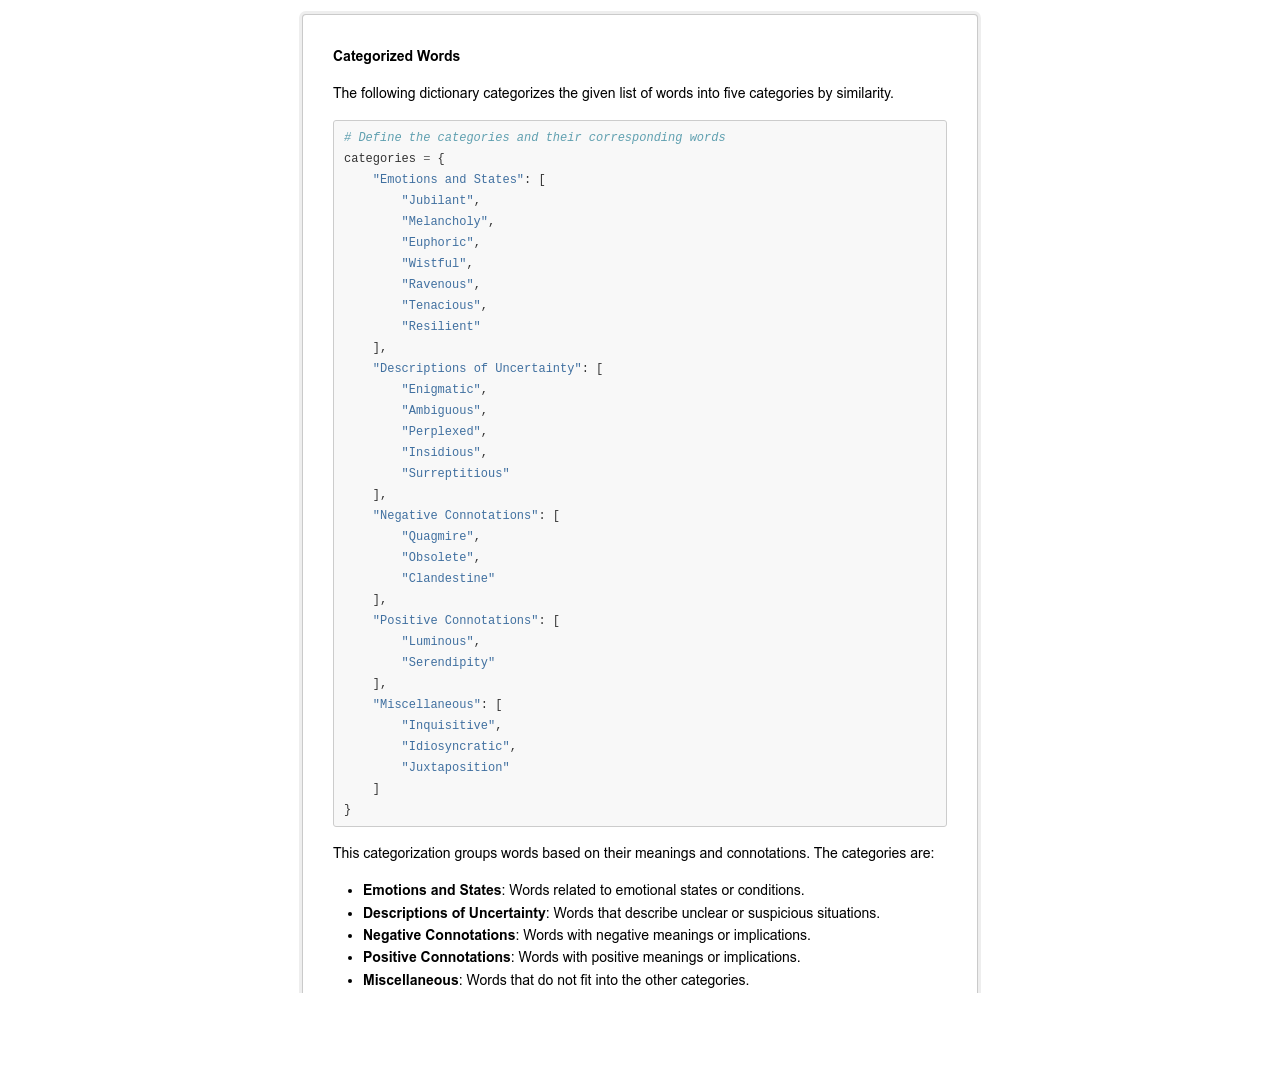 Categorized Words
The following dictionary categorizes the given list of words into five categories by similarity.
# Define the categories and their corresponding words
categories = {
    "Emotions and States": [
        "Jubilant",
        "Melancholy",
        "Euphoric",
        "Wistful",
        "Ravenous",
        "Tenacious",
        "Resilient"
    ],
    "Descriptions of Uncertainty": [
        "Enigmatic",
        "Ambiguous",
        "Perplexed",
        "Insidious",
        "Surreptitious"
    ],
    "Negative Connotations": [
        "Quagmire",
        "Obsolete",
        "Clandestine"
    ],
    "Positive Connotations": [
        "Luminous",
        "Serendipity"
    ],
    "Miscellaneous": [
        "Inquisitive",
        "Idiosyncratic",
        "Juxtaposition"
    ]
}
This categorization groups words based on their meanings and connotations. The categories are:
• Emotions and States: Words related to emotional states or conditions.
• Descriptions of Uncertainty: Words that describe unclear or suspicious situations.
• Negative Connotations: Words with negative meanings or implications.
• Positive Connotations: Words with positive meanings or implications.
• Miscellaneous: Words that do not fit into the other categories.